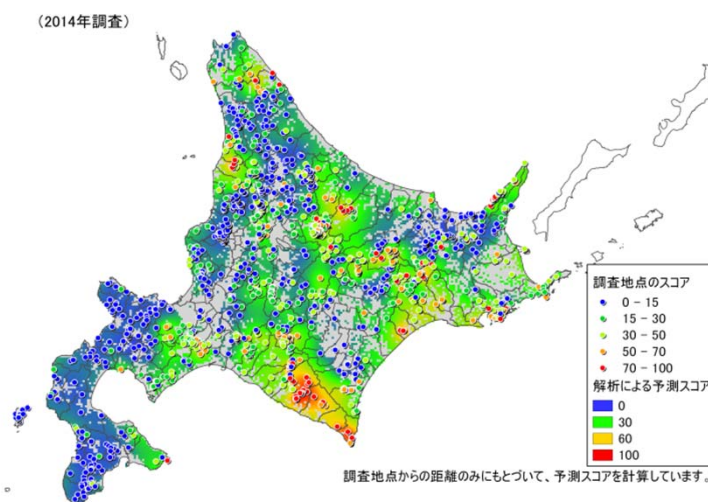 (2014年調査)
調査地点のスコア
0 − 15
15 − 30
30 − 50
50 − 70
70 − 100
解析による予測スコア
0
30
60
100
調査地点からの距離のみにもとづいて、予測スコアを計算しています。